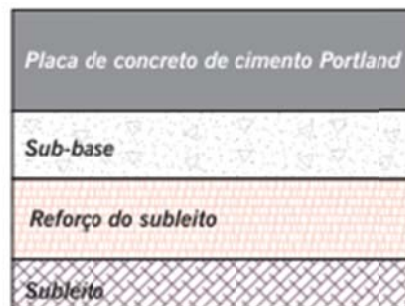 Placa de concreto de cimento Portland
Sub-base
Reforço do subleito
Subleito